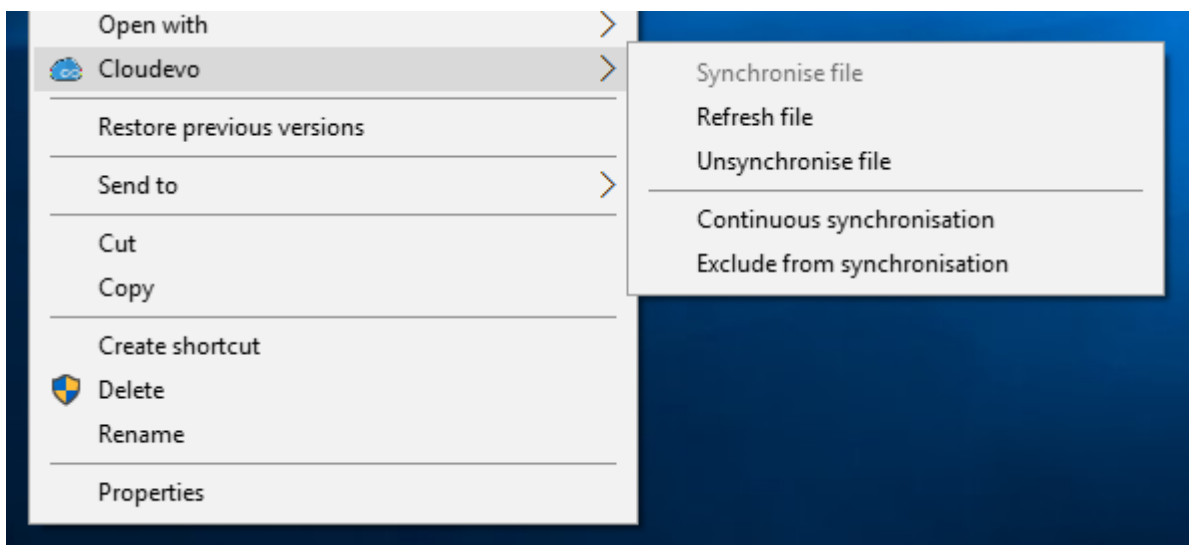 Open with
Cloudevo
Restore previous versions
Send to
Cut
Copy
Create shortcut
Delete
Rename
Properties
Synchronise file
Refresh file
Unsynchronise file
Continuous synchronisation
Exclude from synchronisation